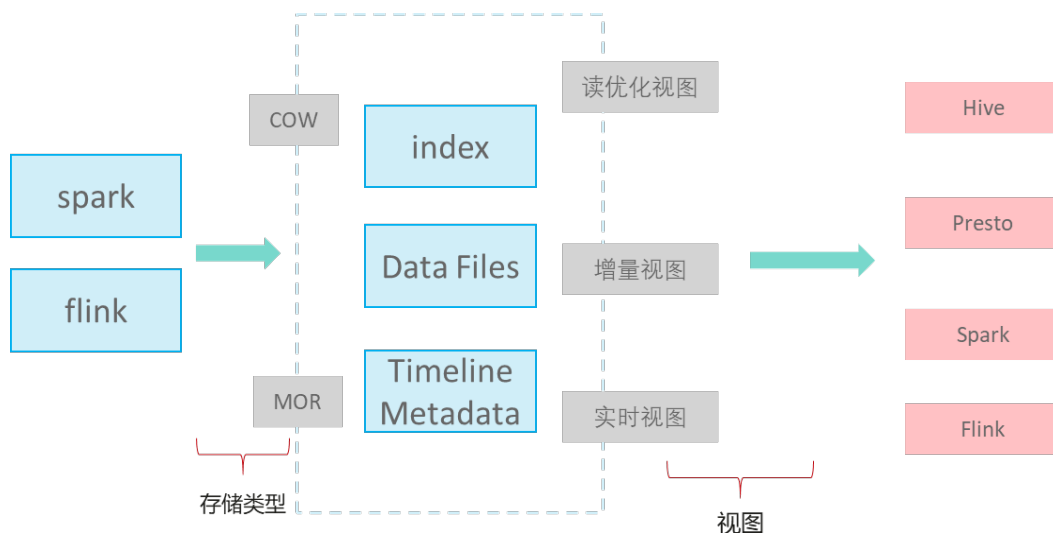 spark
flink
存储类型
COW
MOR
index
Data Files
Timeline
Metadata
读优化视图
增量视图
实时视图
视图
Hive
Presto
Spark
Flink